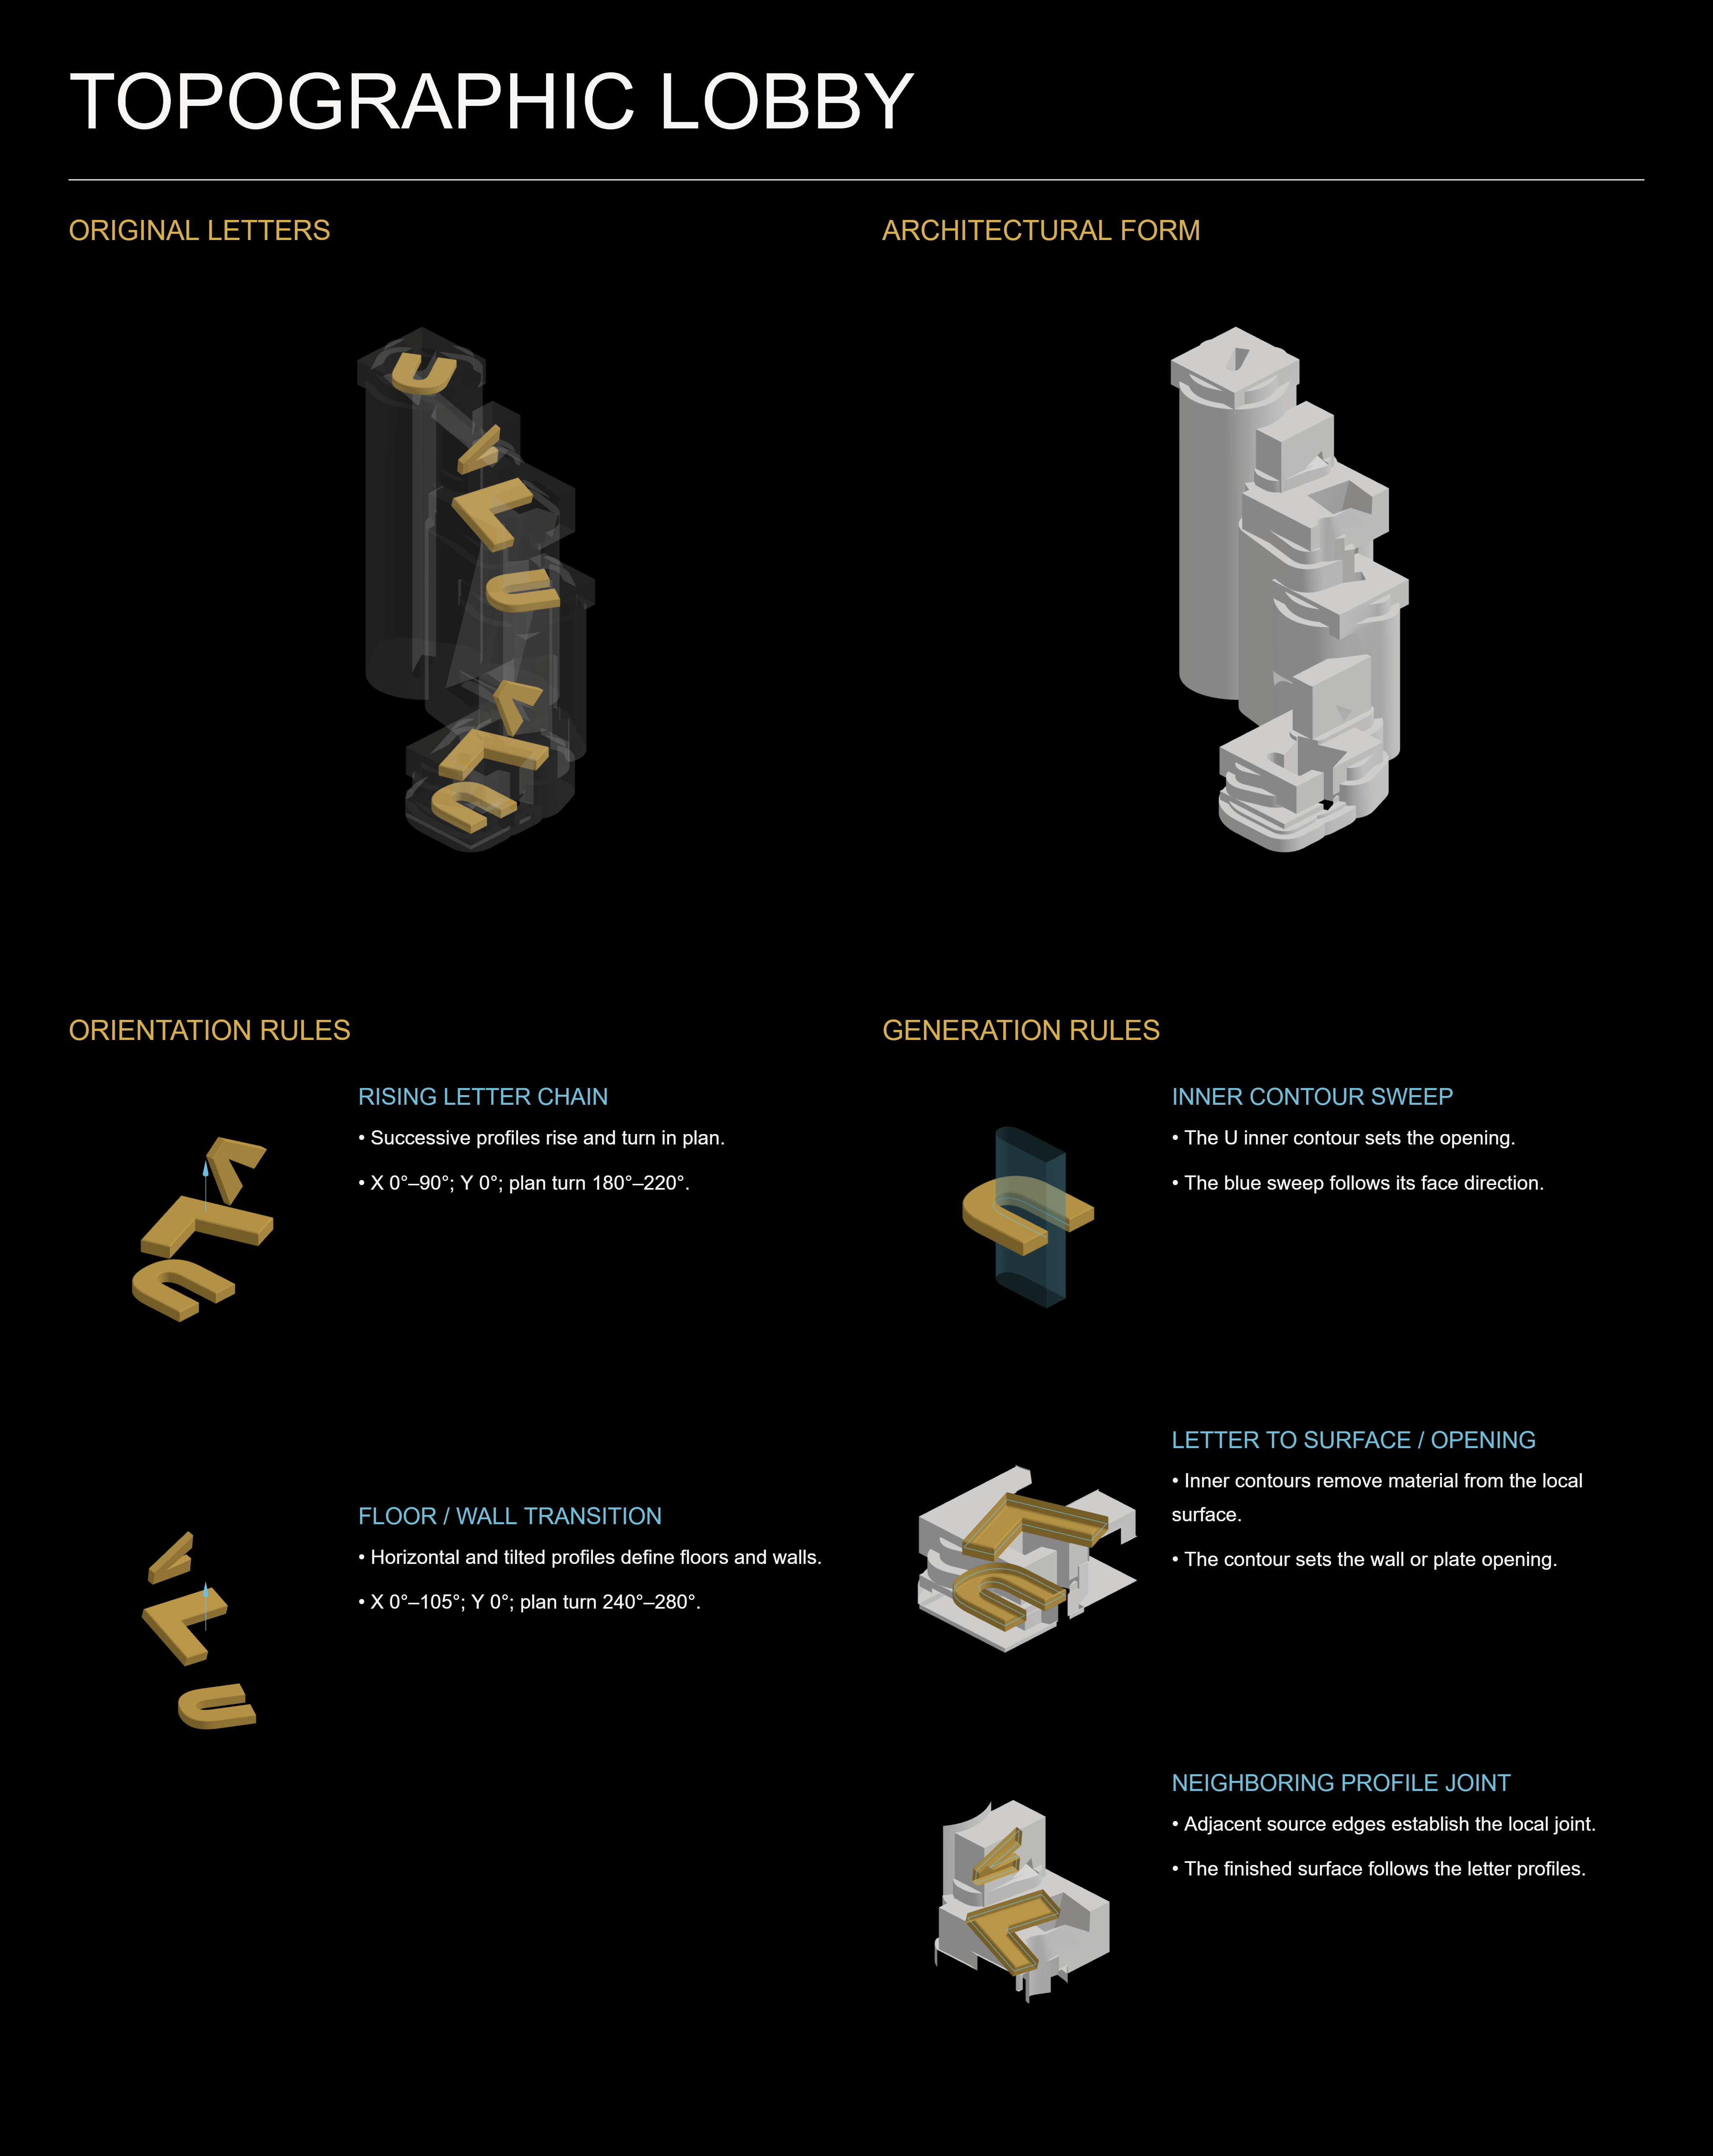 TOPOGRAPHIC LOBBY
ORIGINAL LETTERS
ARCHITECTURAL FORM
ORIENTATION RULES
RISING LETTER CHAIN
• Successive profiles rise and turn in plan.
• X 0°–90°; Y 0°; plan turn 180°–220°.
FLOOR / WALL TRANSITION
• Horizontal and tilted profiles define floors and walls.
• X 0°–105°; Y 0°; plan turn 240°–280°.
GENERATION RULES
INNER CONTOUR SWEEP
• The U inner contour sets the opening.
• The blue sweep follows its face direction.
LETTER TO SURFACE / OPENING
• Inner contours remove material from the local
surface.
• The contour sets the wall or plate opening.
NEIGHBORING PROFILE JOINT
• Adjacent source edges establish the local joint.
• The finished surface follows the letter profiles.